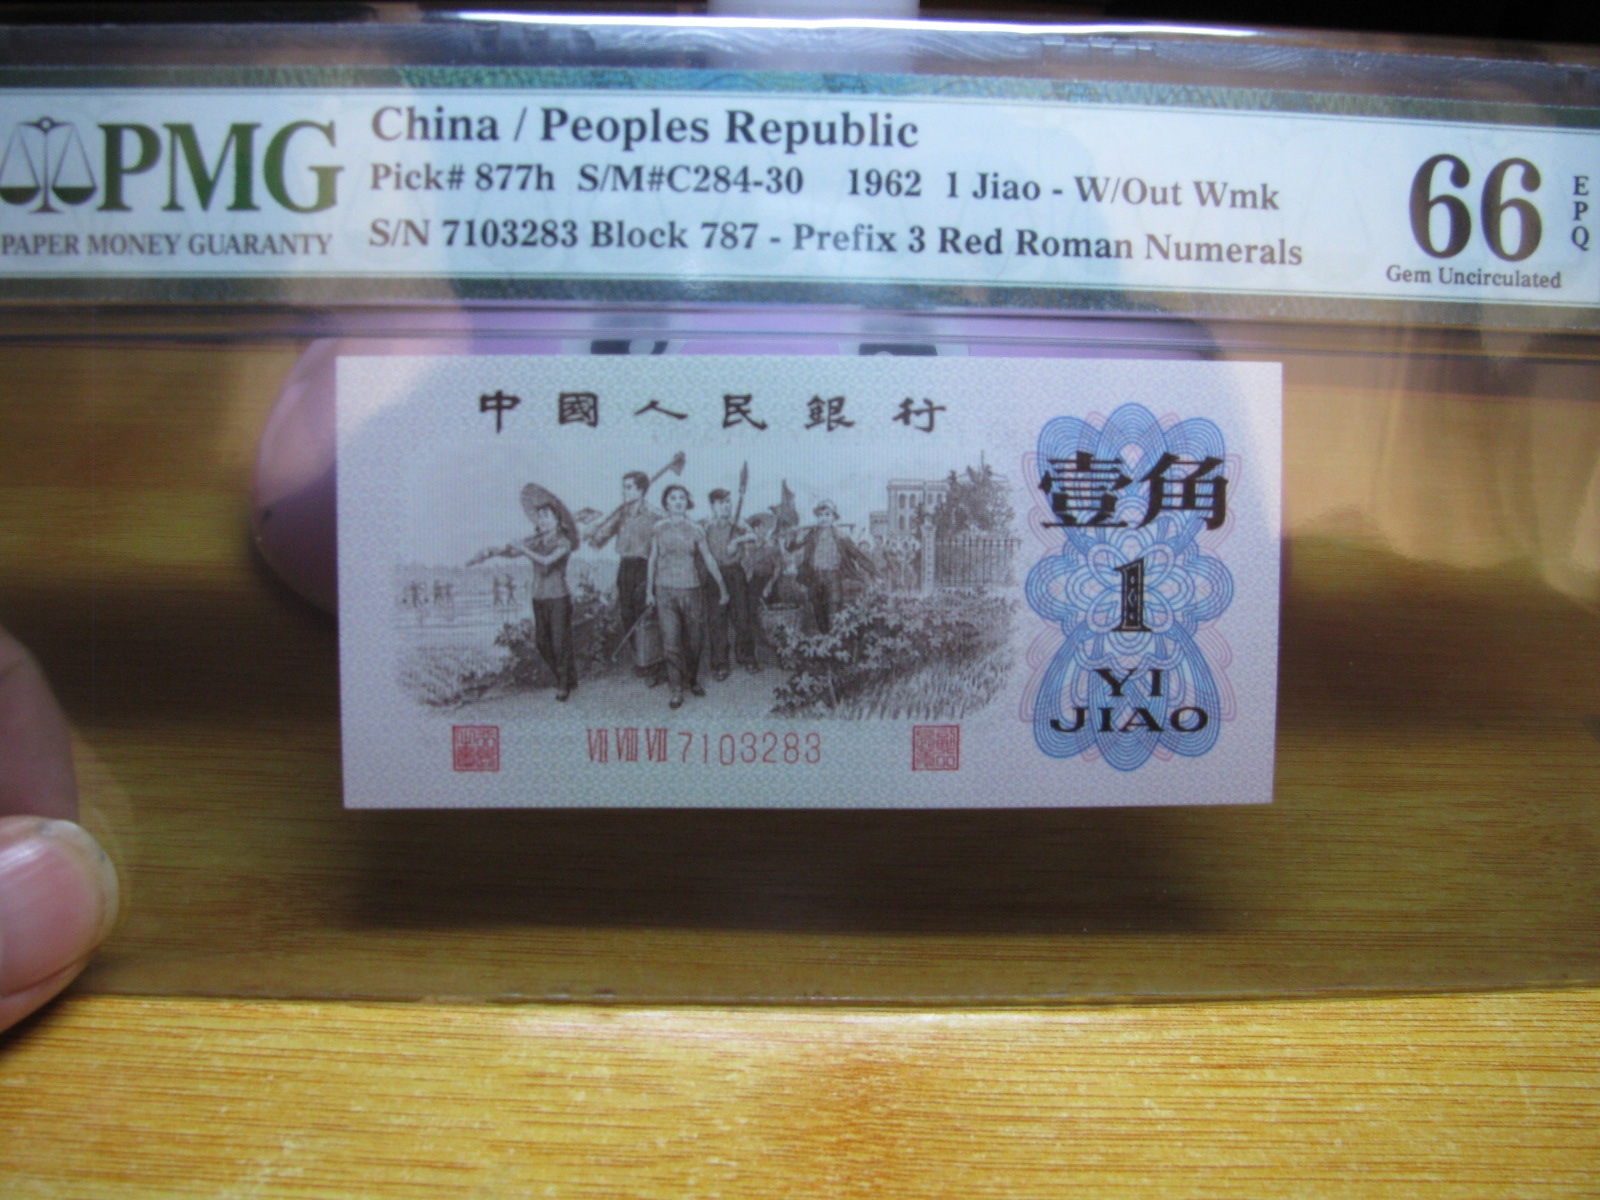 PMG
PAPER MONEY GUARANTY
China / Peoples Republic
Pick# 877h S/M#C284-30 1962 1 Jiao - W/Out Wmk
S/N 7103283 Block 787 - Prefix 3 Red Roman Numerals
66
EPQ
Gem Uncirculated
中國人民銀行
壹角
1
YI
JIAO
VII VIII VII 7103283